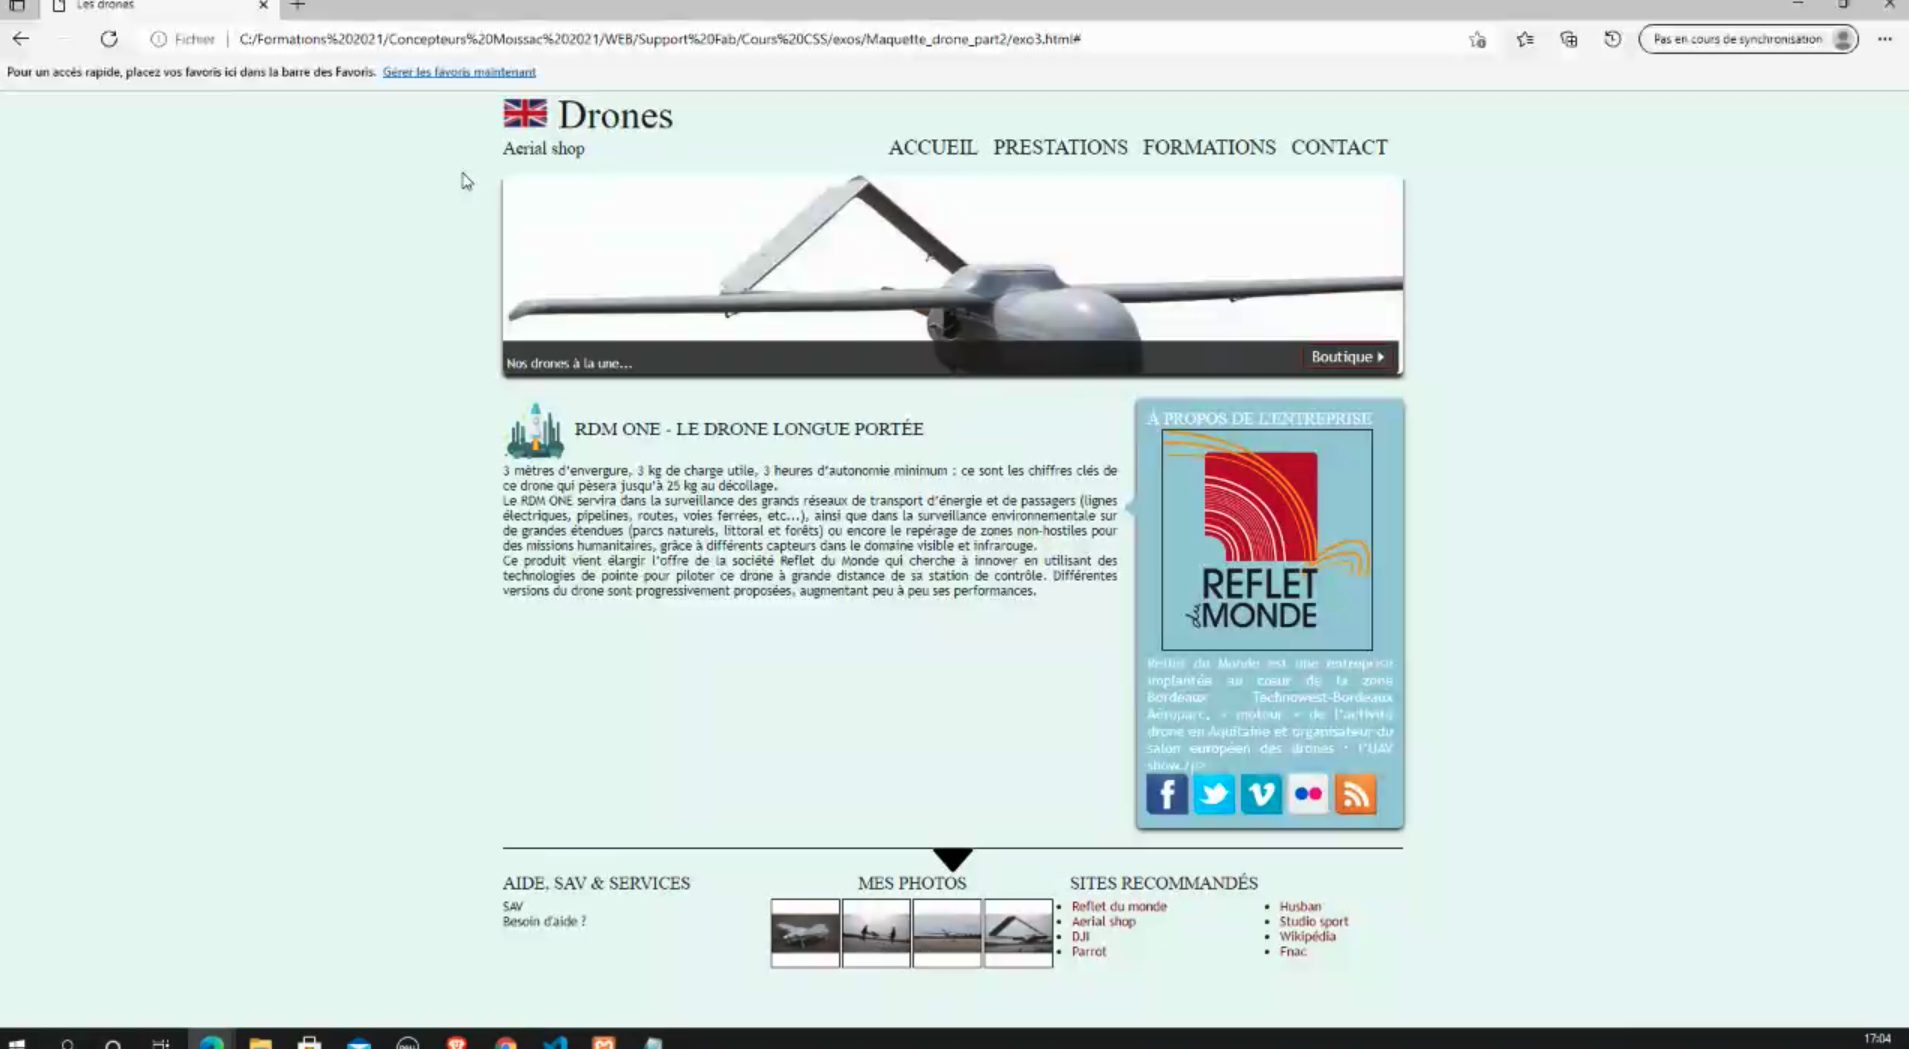 Les drones
Fichier
C:/Formations%202021/Concepteurs%20Moissac%202021/WEB/Support%20Fab/Cours%20CSS/exos/Maquette_drone_part2/exo3.html#
Pas en cours de synchronisation
Pour un accès rapide, placez vos favoris ici dans la barre des Favoris. Gérer les favoris maintenant
Drones
Aerial shop
ACCUEIL PRESTATIONS FORMATIONS CONTACT
Nos drones à la une...
Boutique
RDM ONE - LE DRONE LONGUE PORTÉE
3 mètres d'envergure, 3 kg de charge utile, 3 heures d'autonomie minimum : ce sont les chiffres clés de
ce drone qui pèsera jusqu'à 25 kg au décollage.
Le RDM ONE servira dans la surveillance des grands réseaux de transport d'énergie et de passagers (lignes
électriques, pipelines, routes, voies ferrées, etc...), ainsi que dans la surveillance environnementale sur
de grandes étendues (parcs naturels, littoral et forêts) ou encore le repérage de zones non-hostiles pour
des missions humanitaires, grâce à différents capteurs dans le domaine visible et infrarouge.
Ce produit vient élargir l'offre de la société Reflet du Monde qui cherche à innover en utilisant des
technologies de pointe pour piloter ce drone à grande distance de sa station de contrôle. Différentes
versions du drone sont progressivement proposées, augmentant peu à peu ses performances.
À PROPOS DE L'ENTREPRISE
REFLET
du MONDE
Reflet du Monde est une entreprise
implantée au cœur de la zone
Bordeaux Technowest-Bordeaux
Aéroparc, « moteur » de l'activité
drone en Aquitaine et organisateur du
salon européen des drones : l'UAV
show./p>
AIDE, SAV & SERVICES
SAV
Besoin d'aide ?
MES PHOTOS
SITES RECOMMANDÉS
Reflet du monde
Aerial shop
DJI
Parrot
Husban
Studio sport
Wikipédia
Fnac
17:04